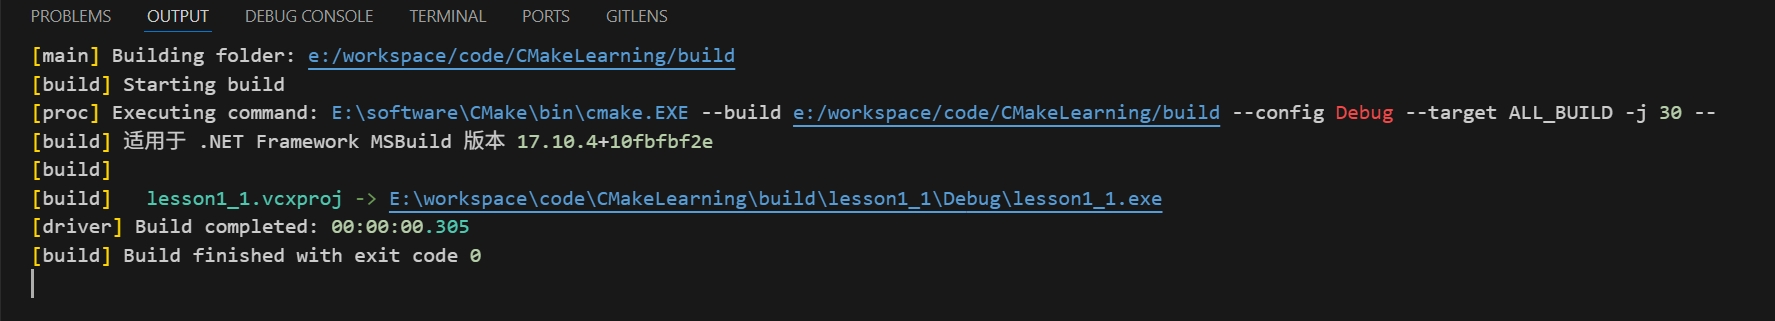 PROBLEMS OUTPUT DEBUG CONSOLE TERMINAL PORTS GITLENS
[main] Building folder: e:/workspace/code/CMakeLearning/build
[build] Starting build
[proc] Executing command: E:\software\CMake\bin\cmake.EXE --build e:/workspace/code/CMakeLearning/build --config Debug --target ALL_BUILD -j 30 --
[build] 适用于 .NET Framework MSBuild 版本 17.10.4+10fbfbf2e
[build]
[build]   lesson1_1.vcxproj -> E:\workspace\code\CMakeLearning\build\lesson1_1\Debug\lesson1_1.exe
[driver] Build completed: 00:00:00.305
[build] Build finished with exit code 0